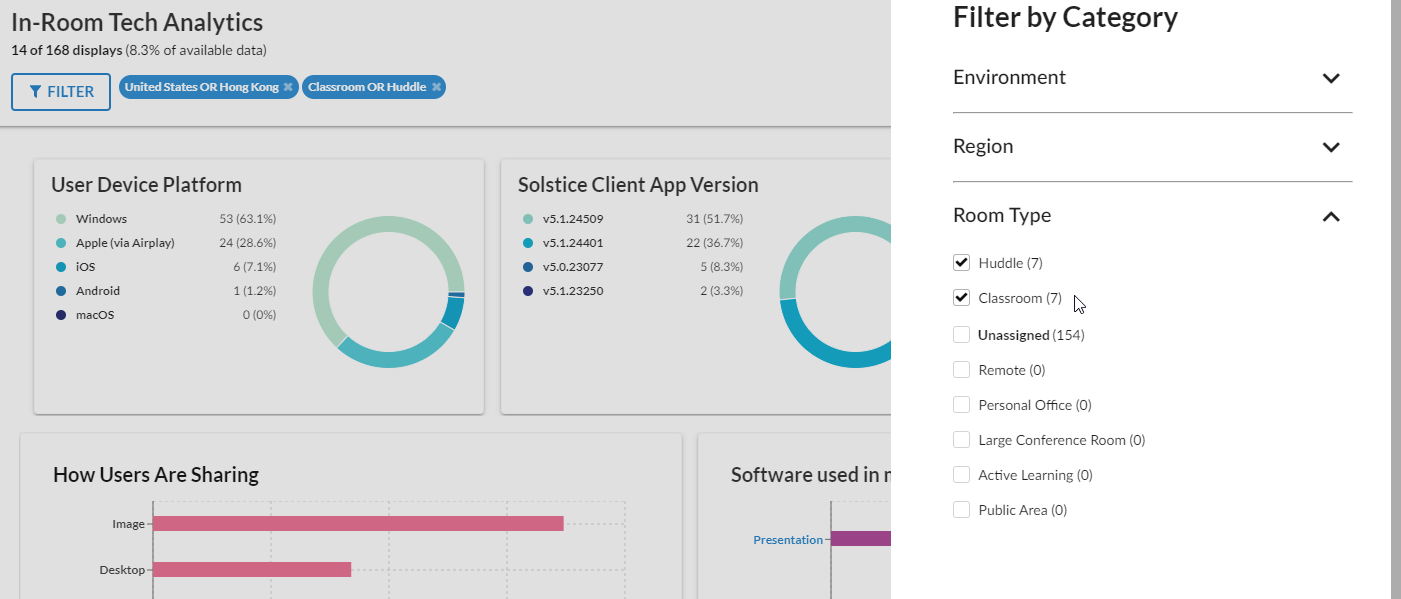 In-Room Tech Analytics
14 of 168 displays (8.3% of available data)
FILTER
United States OR Hong Kong ×
Classroom OR Huddle ×
User Device Platform
Windows 53 (63.1%)
Apple (via Airplay) 24 (28.6%)
iOS 6 (7.1%)
Android 1 (1.2%)
macOS 0 (0%)
Solstice Client App Version
v5.1.24509 31 (51.7%)
v5.1.24401 22 (36.7%)
v5.0.23077 5 (8.3%)
v5.1.23250 2 (3.3%)
How Users Are Sharing
Image
Desktop
Software used in
Presentation
Filter by Category
Environment
Region
Room Type
Huddle (7)
Classroom (7)
Unassigned (154)
Remote (0)
Personal Office (0)
Large Conference Room (0)
Active Learning (0)
Public Area (0)